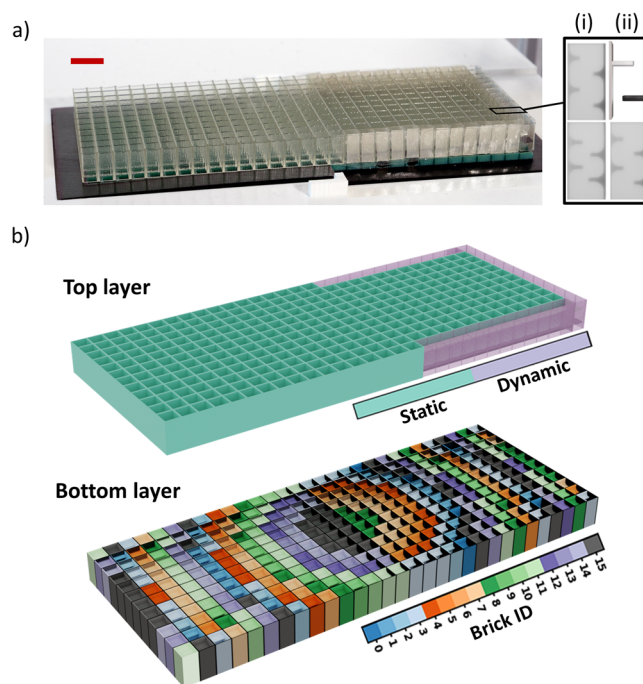 a)
(i) (ii)
b)
Top layer
Dynamic
Static
Bottom layer
0 1 2 3 4 5 6 7 8 9 10 11 12 13 14 15
Brick ID